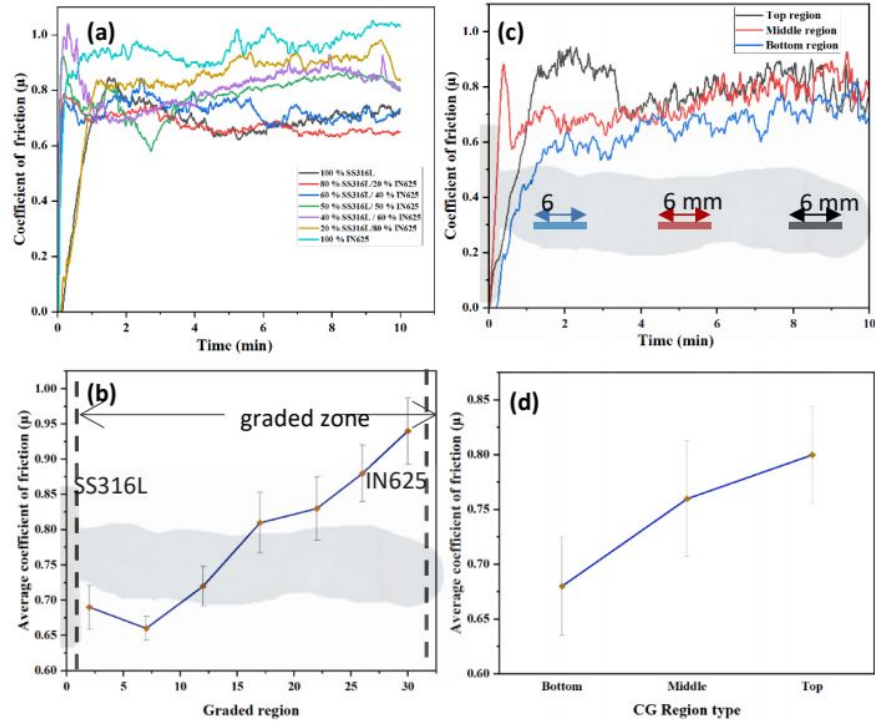 (a)
1.0
0.8
0.6
0.4
0.2
0.0
Coefficient of friction (μ)
100 % SS316L
80 % SS316L/20 % IN625
60 % SS316L/ 40 % IN625
50 % SS316L/ 50 % IN625
40 % SS316L / 60 % IN625
20 % SS316L/80 % IN625
100 % IN625
0 2 4 6 8 10
Time (min)
(c)
Top region
Middle region
Bottom region
1.0
0.8
0.6
0.4
0.2
0.0
Coefficient of friction (μ)
6
6 mm
6 mm
0 2 4 6 8 10
Time (min)
(b)
graded zone
SS316L
IN625
1.00
0.95
0.90
0.85
0.80
0.75
0.70
0.65
0.60
Average coefficient of friction (μ)
0 5 10 15 20 25 30
Graded region
(d)
0.85
0.80
0.75
0.70
0.65
0.60
Average coefficient of friction (μ)
Bottom Middle Top
CG Region type